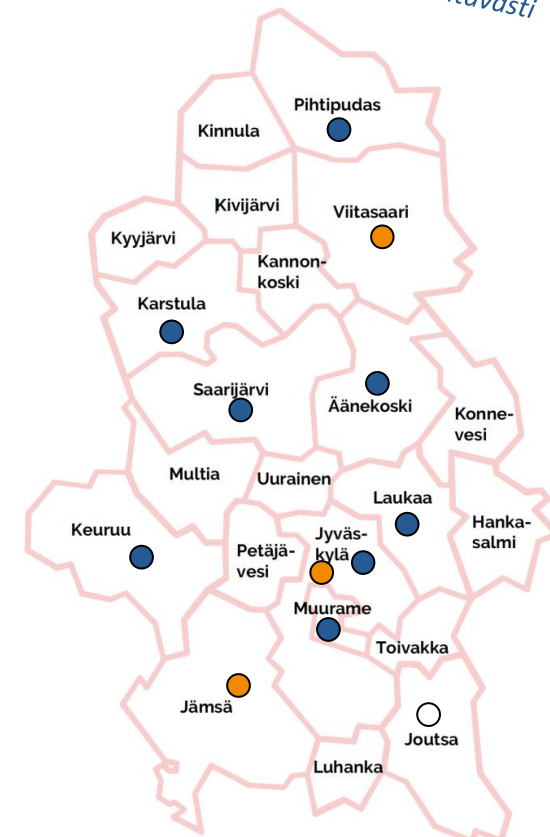 Pihtipudas
Kinnula
Kivijärvi
Viitasaari
Kyyjärvi
Kannon-
koski
Karstula
Saarijärvi
Äänekoski
Konne-
vesi
Multia
Uurainen
Laukaa
Keuruu
Jyväs-
kylä
Hanka-
salmi
Petäjä-
vesi
Muurame
Toivakka
Jämsä
Joutsa
Luhanka